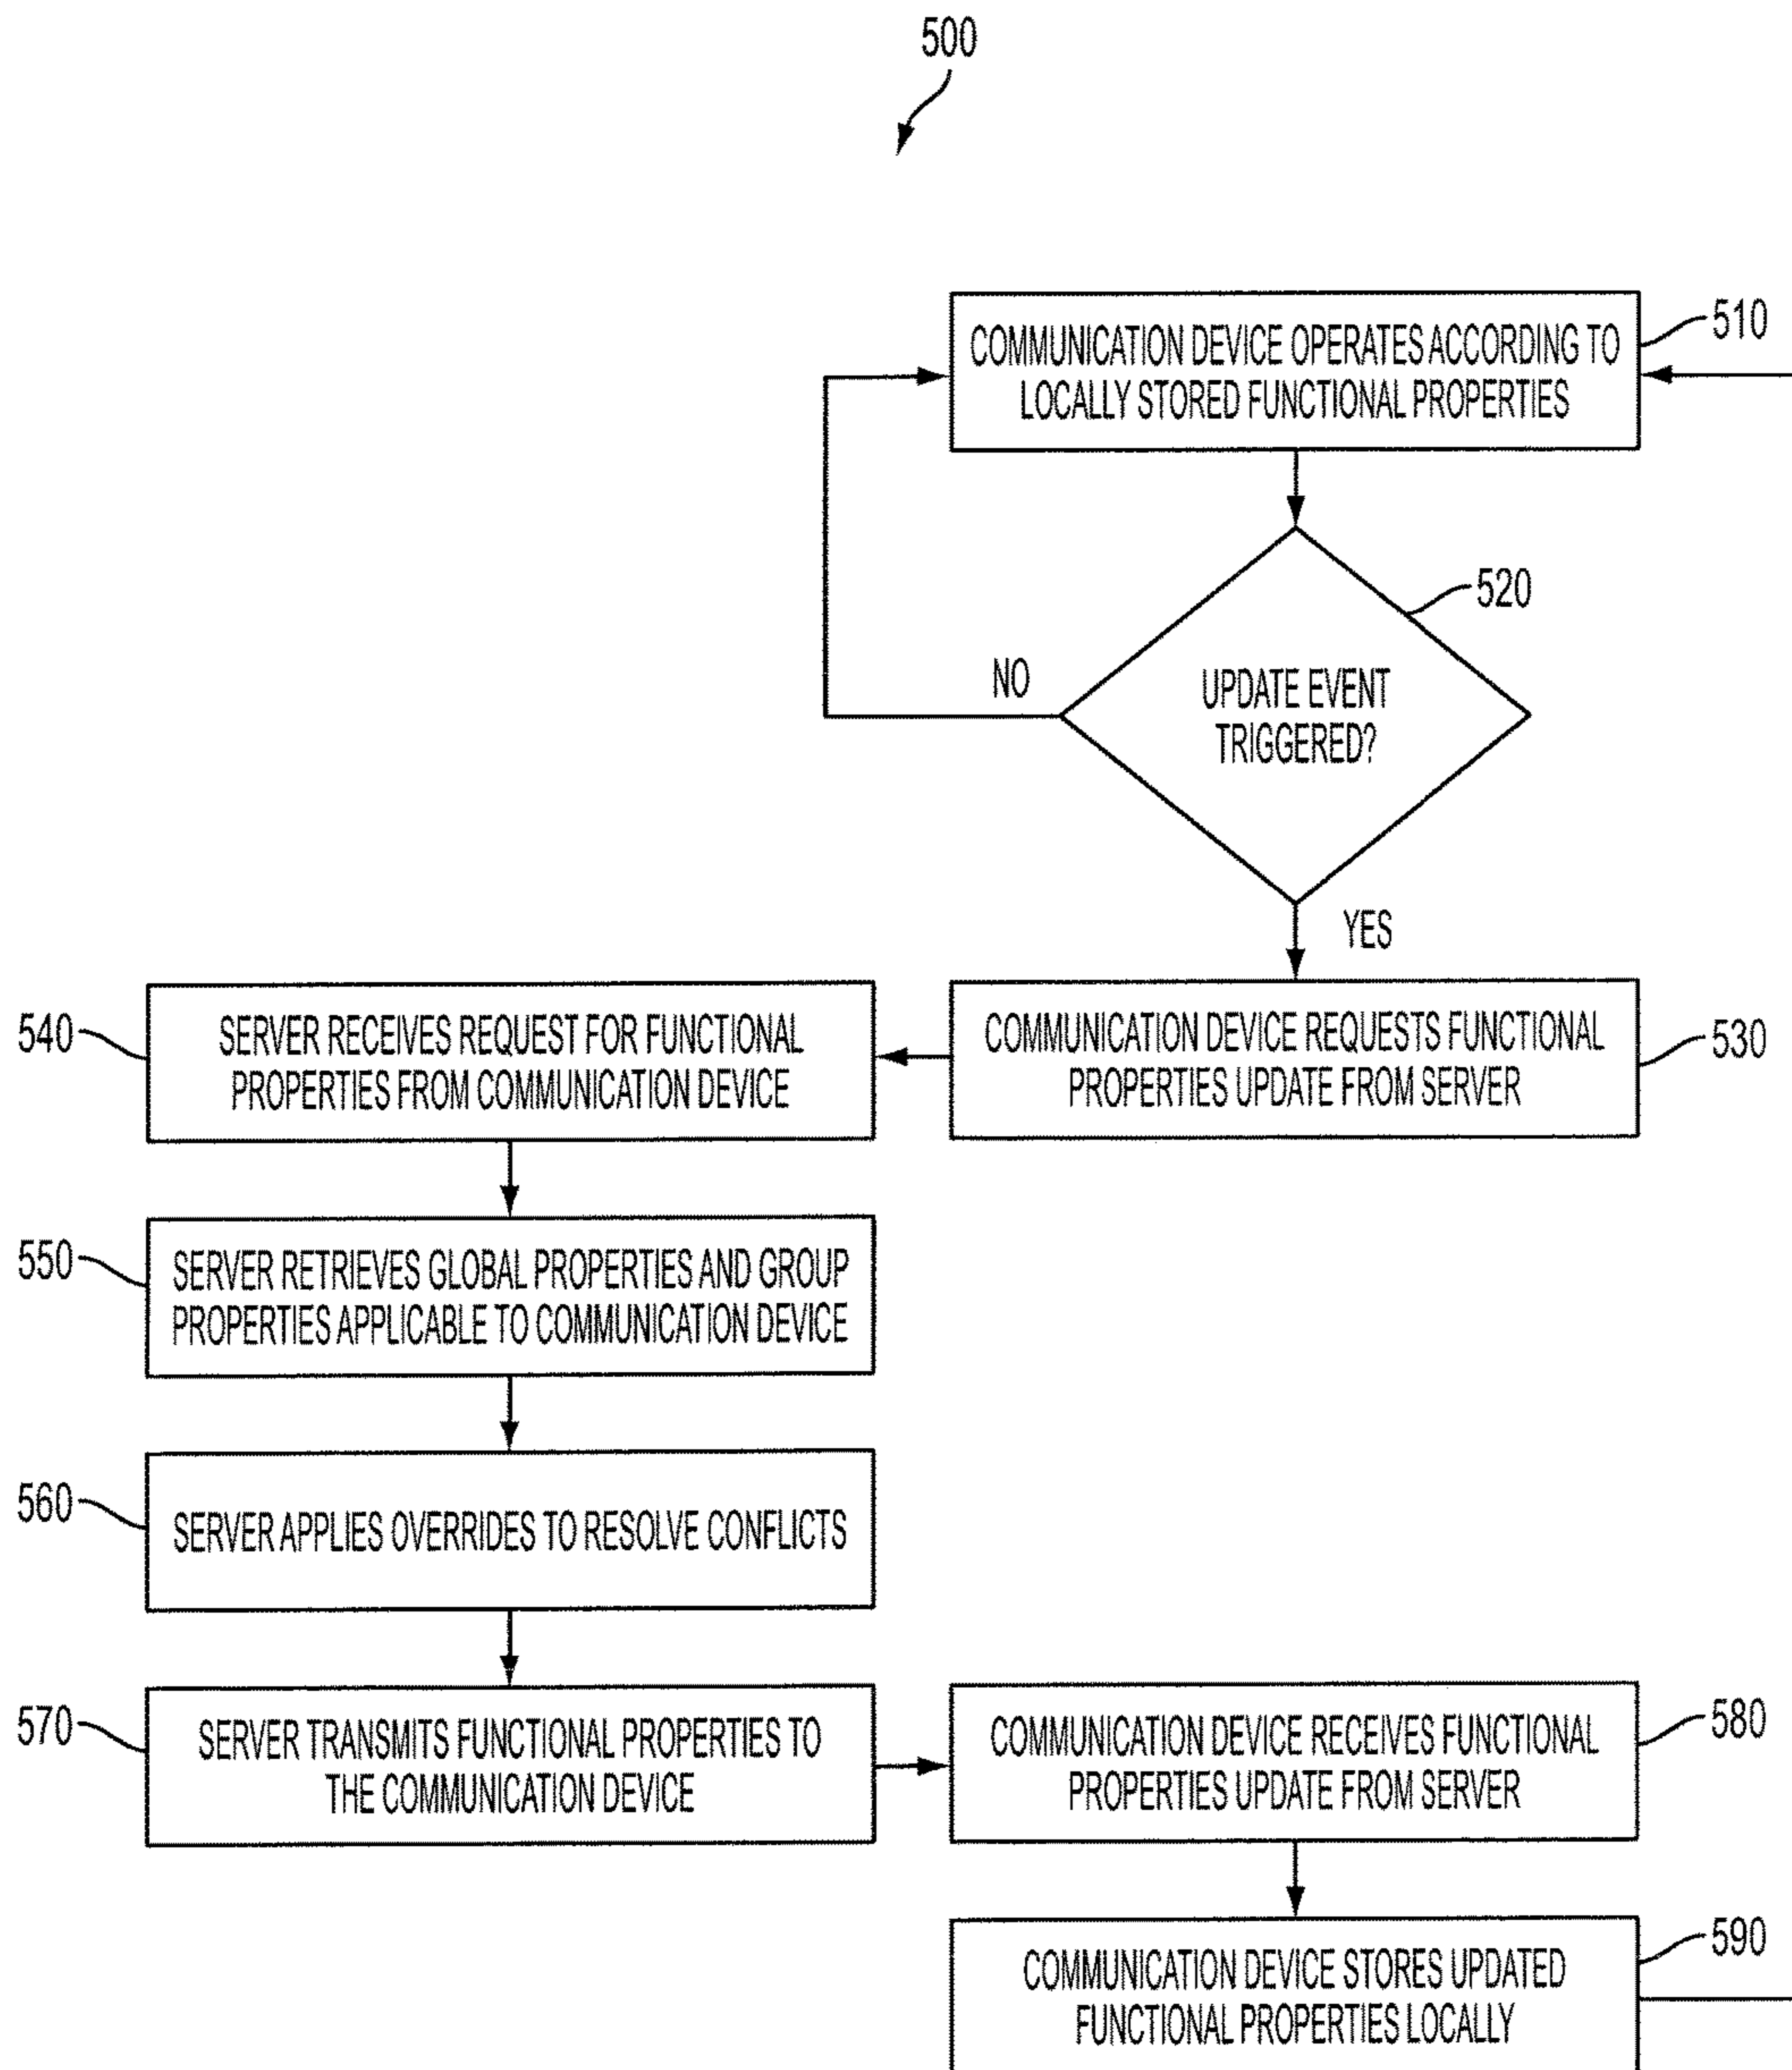 500
COMMUNICATION DEVICE OPERATES ACCORDING TO
LOCALLY STORED FUNCTIONAL PROPERTIES
510
UPDATE EVENT
TRIGGERED?
520
NO
YES
COMMUNICATION DEVICE REQUESTS FUNCTIONAL
PROPERTIES UPDATE FROM SERVER
530
540
SERVER RECEIVES REQUEST FOR FUNCTIONAL
PROPERTIES FROM COMMUNICATION DEVICE
550
SERVER RETRIEVES GLOBAL PROPERTIES AND GROUP
PROPERTIES APPLICABLE TO COMMUNICATION DEVICE
560
SERVER APPLIES OVERRIDES TO RESOLVE CONFLICTS
570
SERVER TRANSMITS FUNCTIONAL PROPERTIES TO
THE COMMUNICATION DEVICE
COMMUNICATION DEVICE RECEIVES FUNCTIONAL
PROPERTIES UPDATE FROM SERVER
580
COMMUNICATION DEVICE STORES UPDATED
FUNCTIONAL PROPERTIES LOCALLY
590